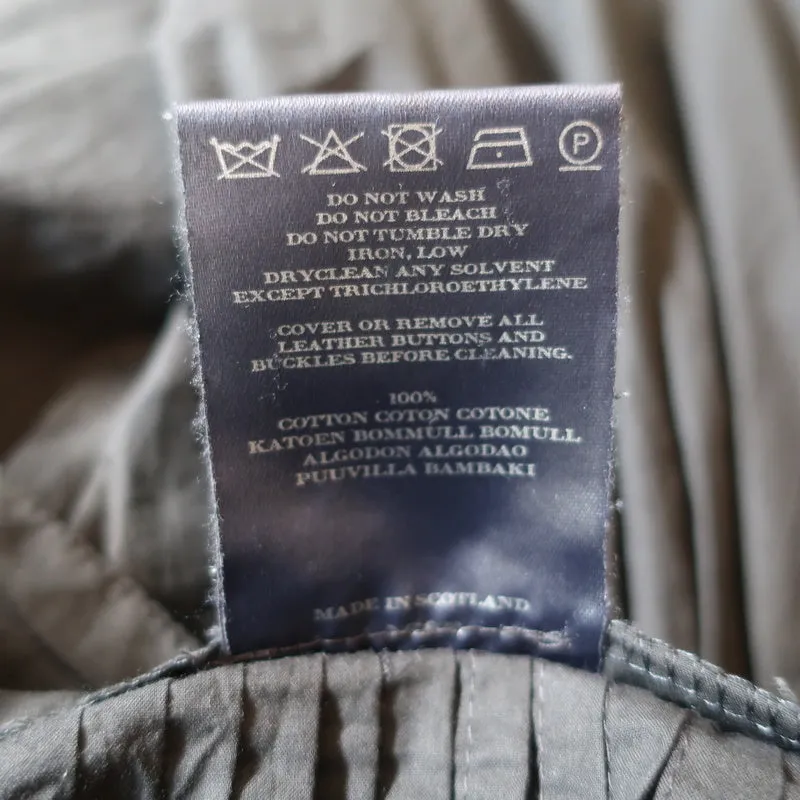 P
DO NOT WASH
DO NOT BLEACH
DO NOT TUMBLE DRY
IRON, LOW
DRYCLEAN ANY SOLVENT
EXCEPT TRICHLOROETHYLENE
COVER OR REMOVE ALL
LEATHER BUTTONS AND
BUCKLES BEFORE CLEANING.
100%
COTTON COTON COTONE
KATOEN BOMMULL BOMULL
ALGODON ALGODAO
PUUVILLA BAMBAKI
MADE IN SCOTLAND